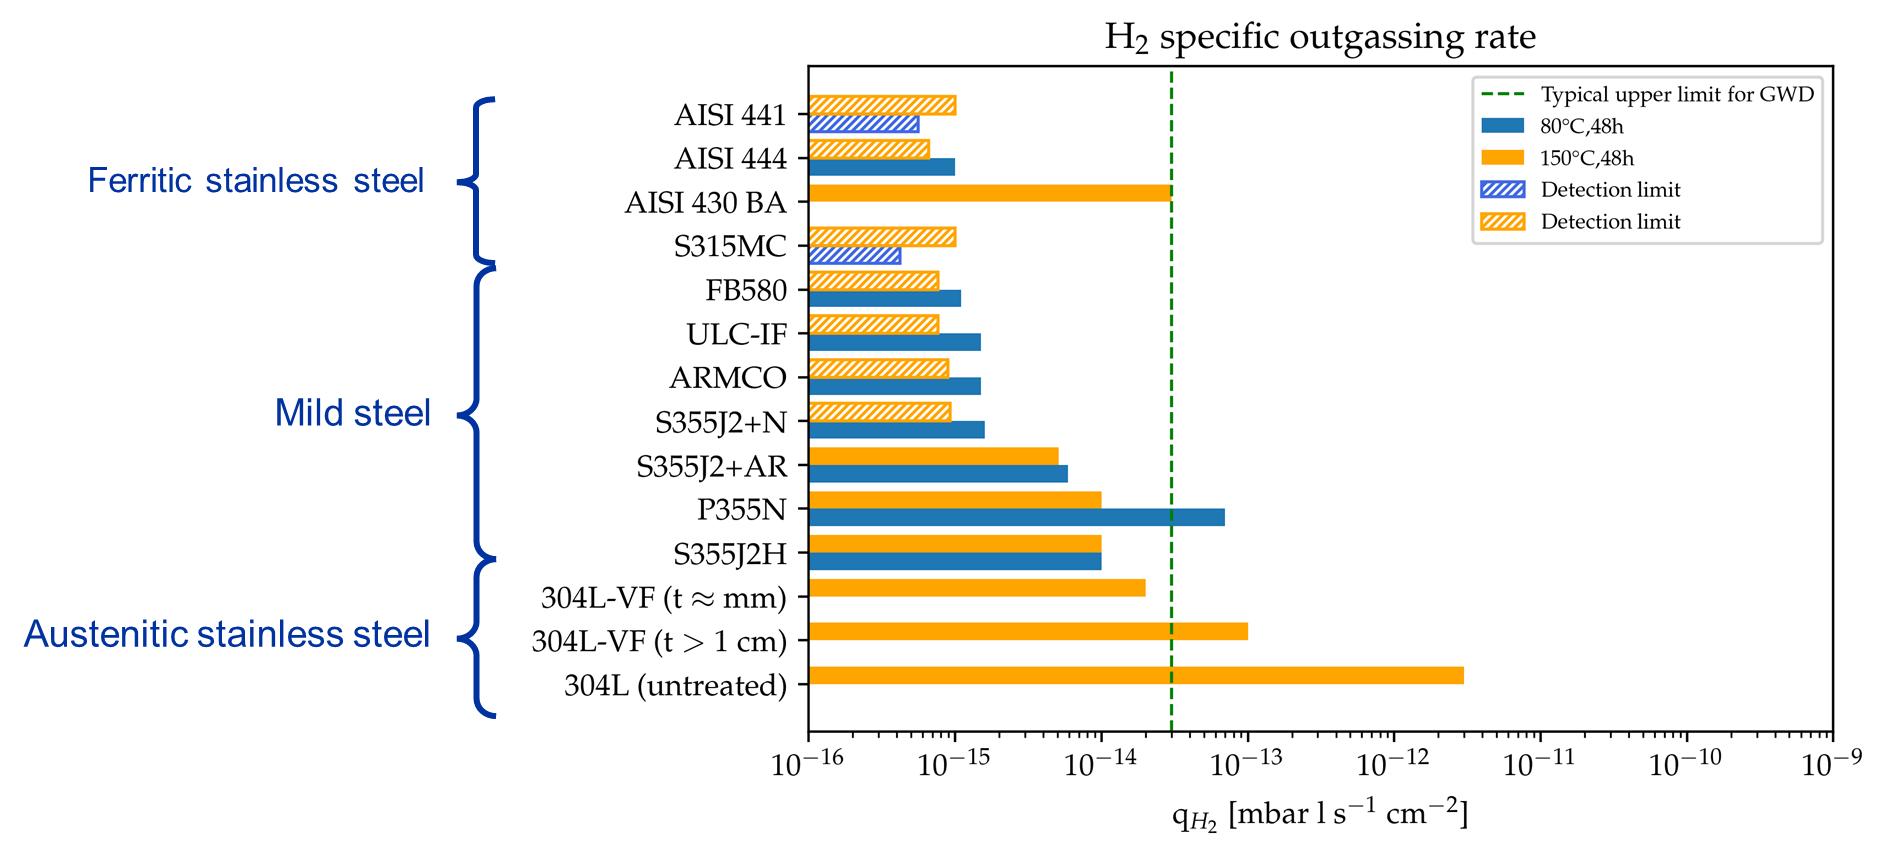 H₂ specific outgassing rate
Typical upper limit for GWD
80°C,48h
150°C,48h
Detection limit
Detection limit
Ferritic stainless steel
AISI 441
AISI 444
AISI 430 BA
S315MC
Mild steel
FB580
ULC-IF
ARMCO
S355J2+N
S355J2+AR
P355N
S355J2H
Austenitic stainless steel
304L-VF (t ≈ mm)
304L-VF (t > 1 cm)
304L (untreated)
10⁻¹⁶ 10⁻¹⁵ 10⁻¹⁴ 10⁻¹³ 10⁻¹² 10⁻¹¹ 10⁻¹⁰ 10⁻⁹
q_H₂ [mbar l s⁻¹ cm⁻²]